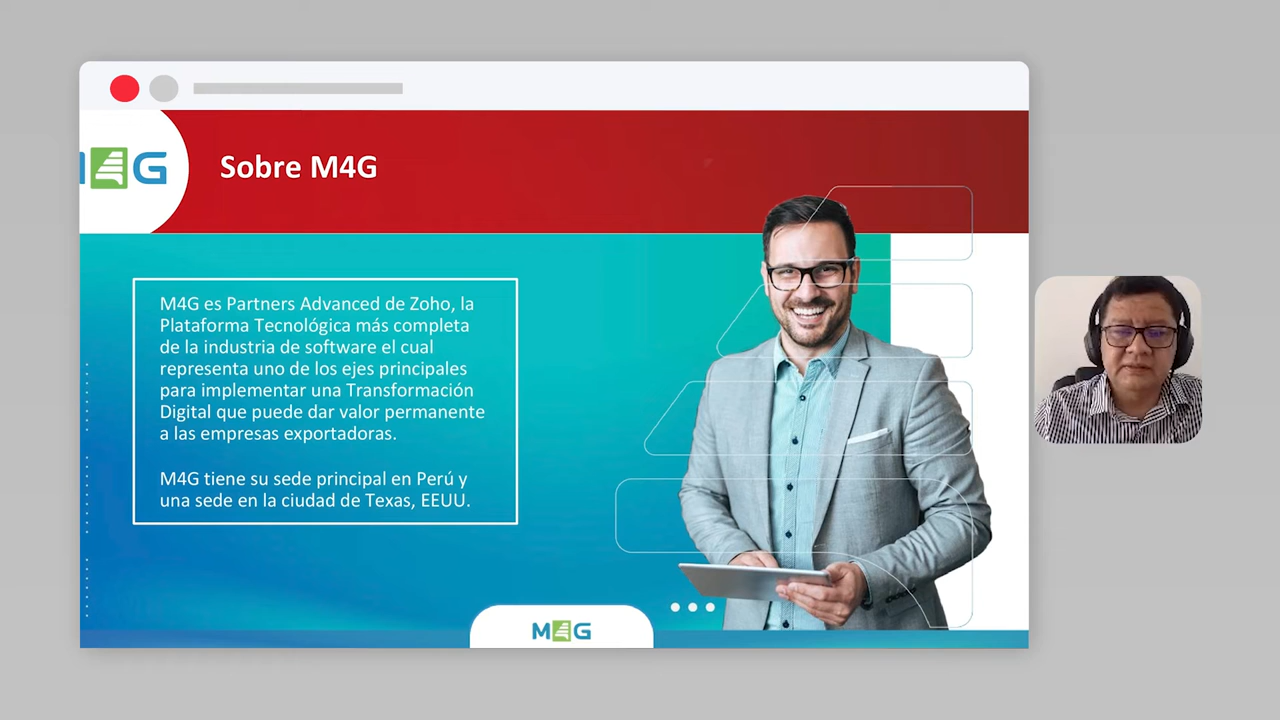 M4G
Sobre M4G
M4G es Partners Advanced de Zoho, la
Plataforma Tecnológica más completa
de la industria de software el cual
representa uno de los ejes principales
para implementar una Transformación
Digital que puede dar valor permanente
a las empresas exportadoras.
M4G tiene su sede principal en Perú y
una sede en la ciudad de Texas, EEUU.
M4G